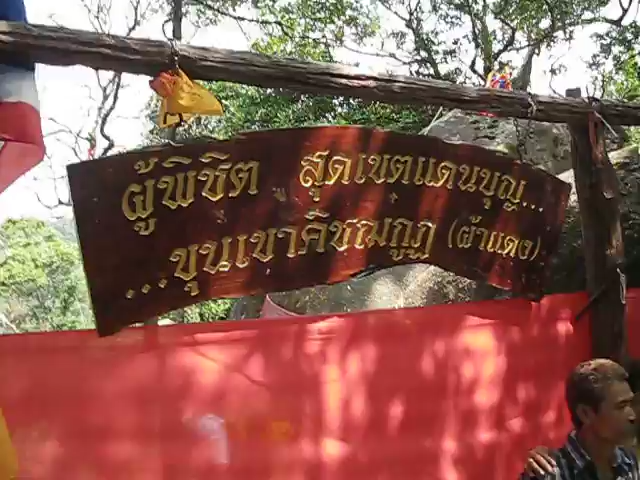 ผู้พิชิต สุดเขตแดนบุญ...
...ขุนเขาคิชฌกูฏ (ผ้าแดง)